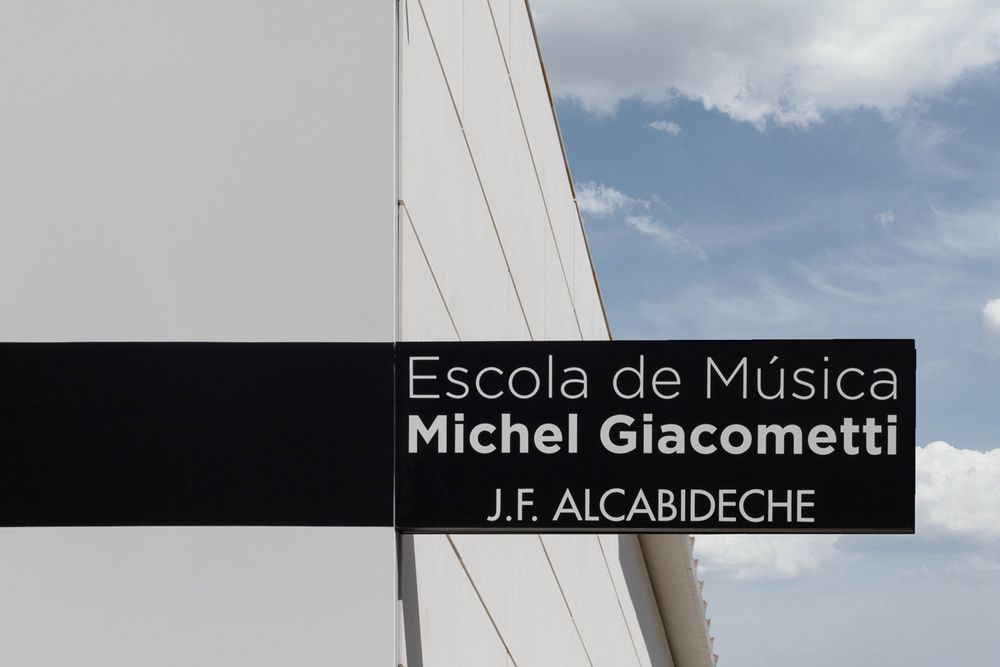 Escola de Música
Michel Giacometti
J.F. ALCABIDECHE